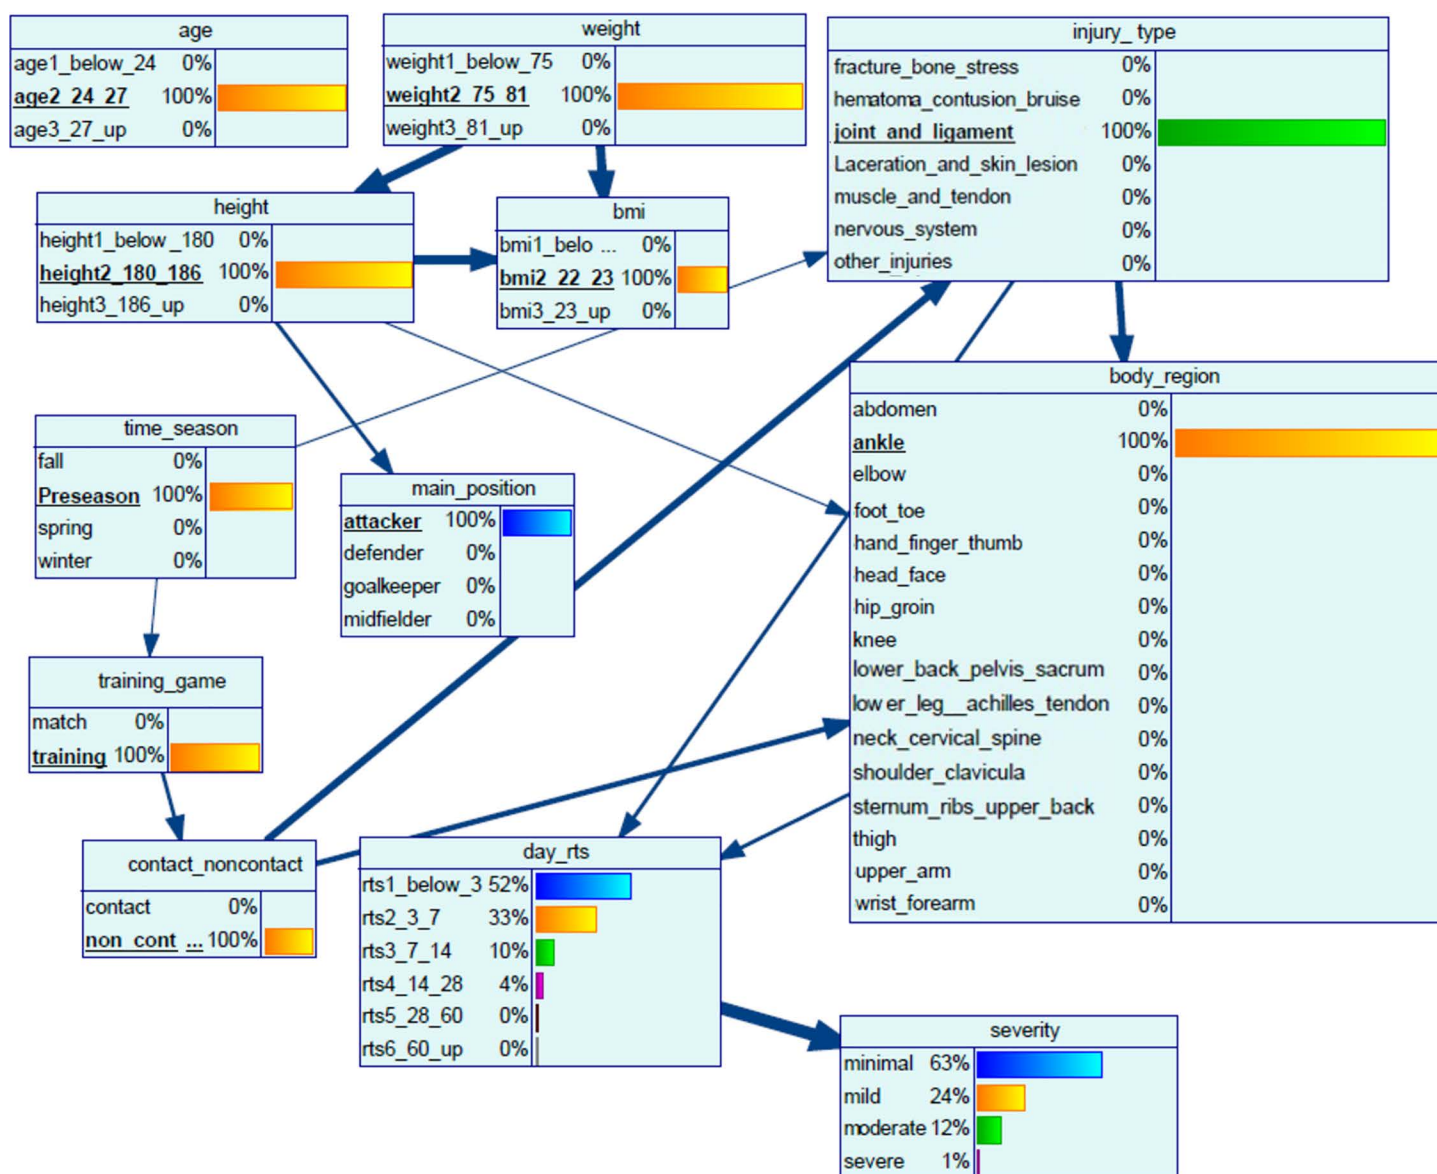 age
age1_below_24 0%
age2_24_27 100%
age3_27_up 0%
weight
weight1_below_75 0%
weight2_75_81 100%
weight3_81_up 0%
injury_ type
fracture_bone_stress 0%
hematoma_contusion_bruise 0%
joint_and_ligament 100%
Laceration_and_skin_lesion 0%
muscle_and_tendon 0%
nervous_system 0%
other_injuries 0%
height
height1_below _180 0%
height2_180_186 100%
height3_186_up 0%
bmi
bmi1_belo ... 0%
bmi2_22_23 100%
bmi3_23_up 0%
body_region
abdomen 0%
ankle 100%
elbow 0%
foot_toe 0%
hand_finger_thumb 0%
head_face 0%
hip_groin 0%
knee 0%
lower_back_pelvis_sacrum 0%
lower_leg__achilles_tendon 0%
neck_cervical_spine 0%
shoulder_clavicula 0%
sternum_ribs_upper_back 0%
thigh 0%
upper_arm 0%
wrist_forearm 0%
time_season
fall 0%
Preseason 100%
spring 0%
winter 0%
main_position
attacker 100%
defender 0%
goalkeeper 0%
midfielder 0%
training_game
match 0%
training 100%
contact_noncontact
contact 0%
non_cont ... 100%
day_rts
rts1_below_3 52%
rts2_3_7 33%
rts3_7_14 10%
rts4_14_28 4%
rts5_28_60 0%
rts6_60_up 0%
severity
minimal 63%
mild 24%
moderate 12%
severe 1%